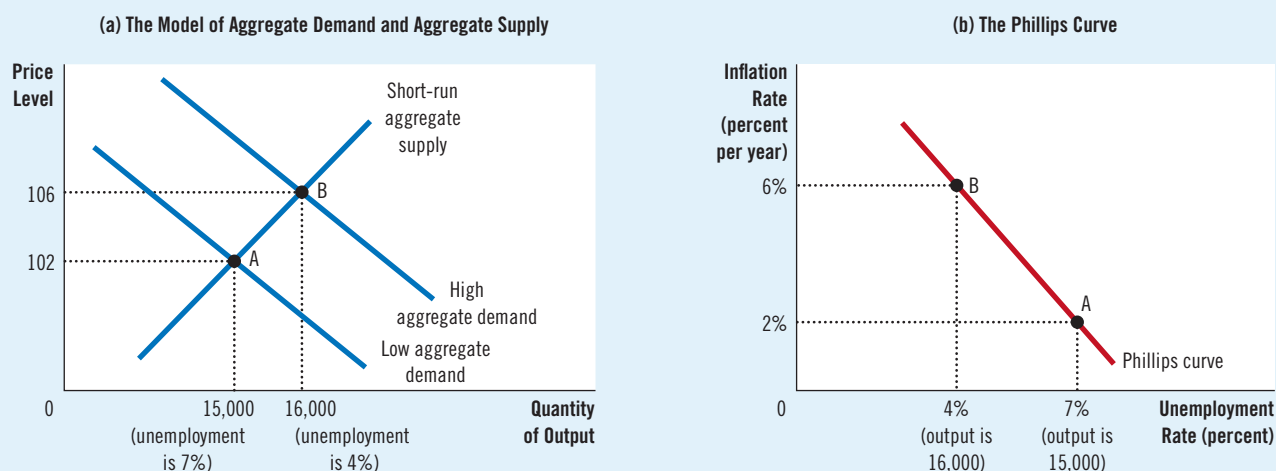 (a) The Model of Aggregate Demand and Aggregate Supply
Price
Level
Short-run
aggregate
supply
106
B
102
A
High
aggregate demand
Low aggregate
demand
0
15,000
(unemployment
is 7%)
16,000
(unemployment
is 4%)
Quantity
of Output
(b) The Phillips Curve
Inflation
Rate
(percent
per year)
6%
B
A
2%
Phillips curve
0
4%
(output is
16,000)
7%
(output is
15,000)
Unemployment
Rate (percent)